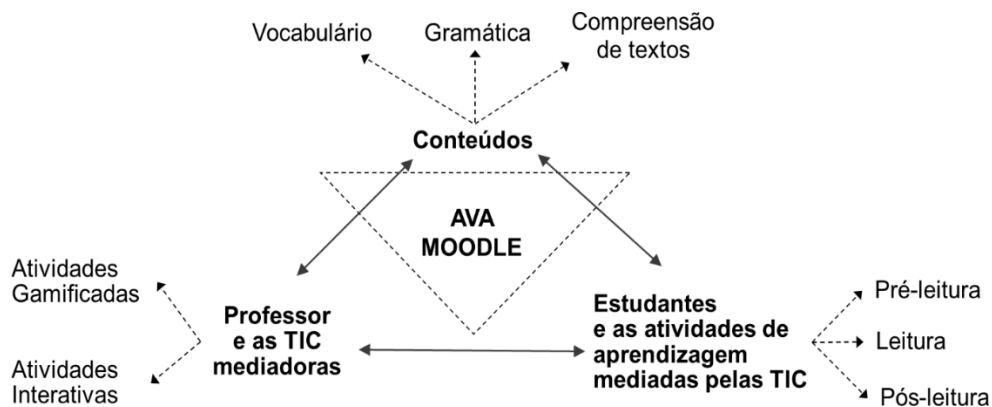 Vocabulário
Gramática
Compreensão
de textos
Conteúdos
AVA
MOODLE
Atividades
Gamificadas
Atividades
Interativas
Professor
e as TIC
mediadoras
Estudantes
e as atividades de
aprendizagem
mediadas pelas TIC
Pré-leitura
Leitura
Pós-leitura